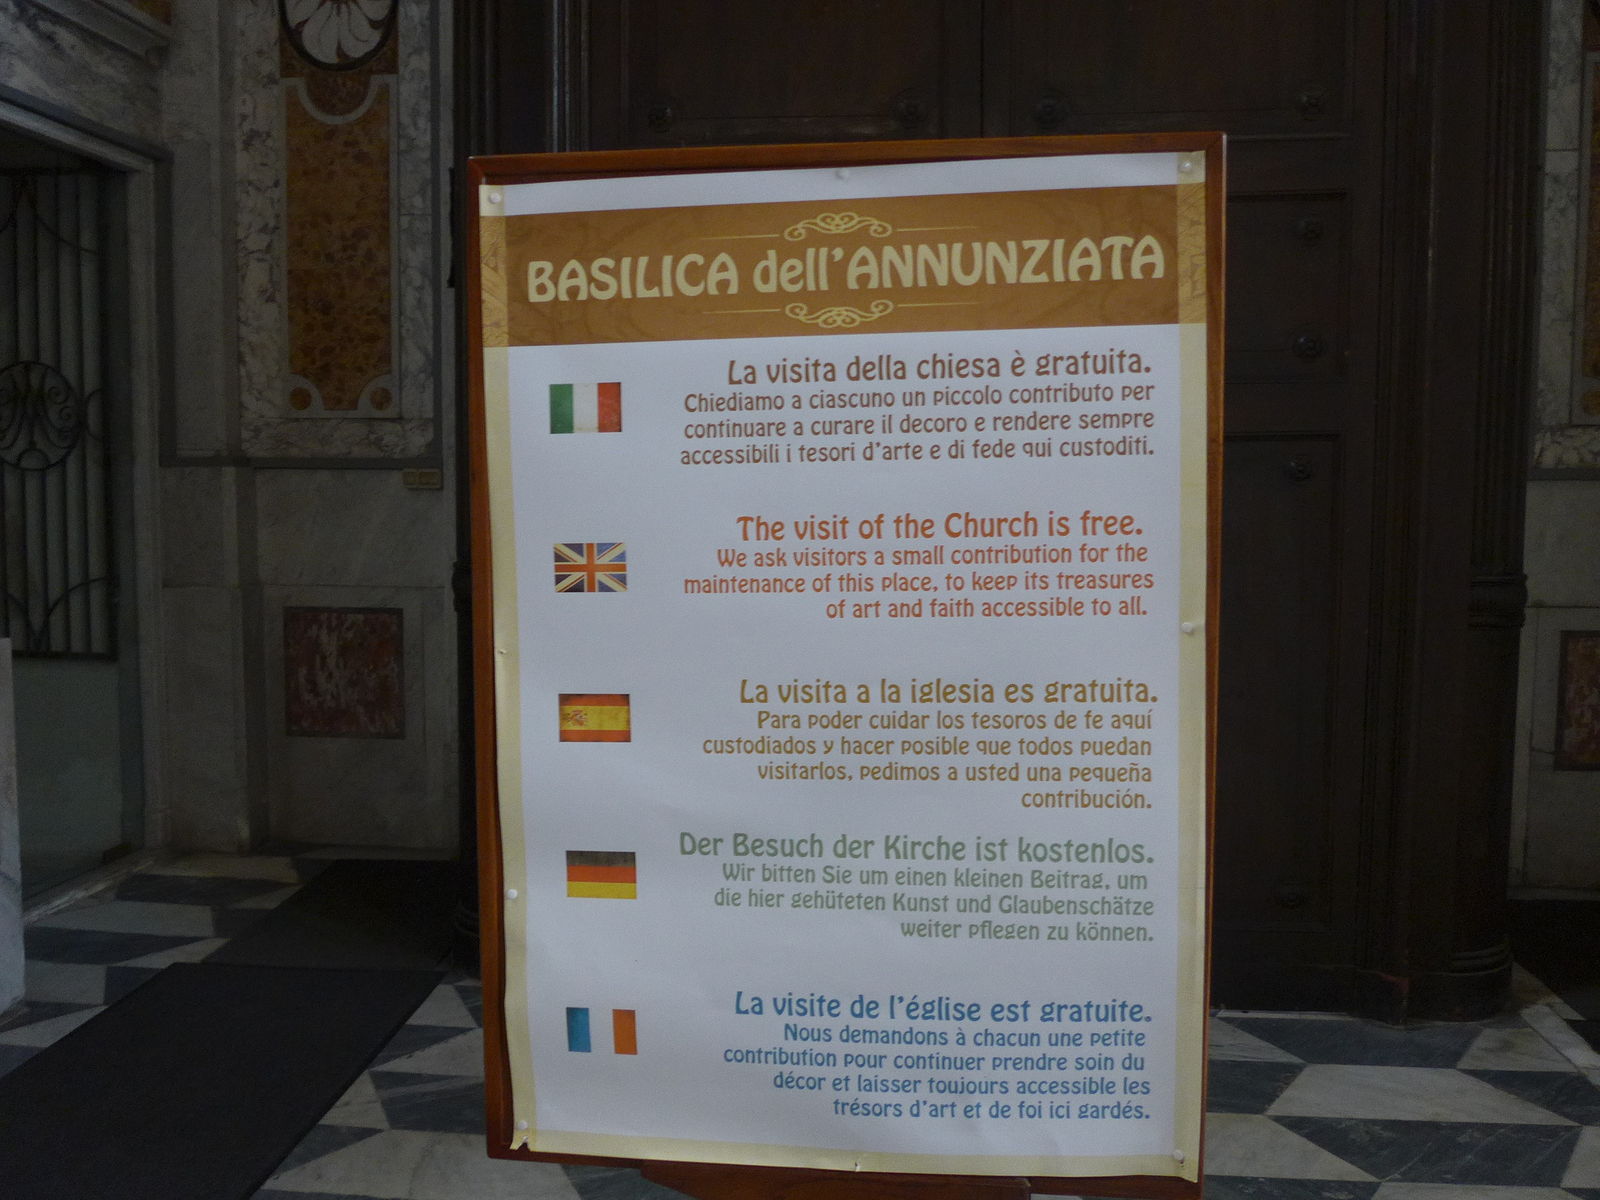 BASILICA dell'ANNUNZIATA
La visita della chiesa è gratuita.
Chiediamo a ciascuno un piccolo contributo per
continuare a curare il decoro e rendere sempre
accessibili i tesori d'arte e di fede qui custoditi.
The visit of the Church is free.
We ask visitors a small contribution for the
maintenance of this place, to keep its treasures
of art and faith accessible to all.
La visita a la iglesia es gratuita.
Para poder cuidar los tesoros de fe aquí
custodiados y hacer posible que todos puedan
visitarlos, pedimos a usted una pequeña
contribución.
Der Besuch der Kirche ist kostenlos.
Wir bitten Sie um einen kleinen Beitrag, um
die hier gehüteten Kunst und Glaubenschätze
weiter pflegen zu können.
La visite de l'église est gratuite.
Nous demandons à chacun une petite
contribution pour continuer prendre soin du
décor et laisser toujours accessible les
trésors d'art et de foi ici gardés.